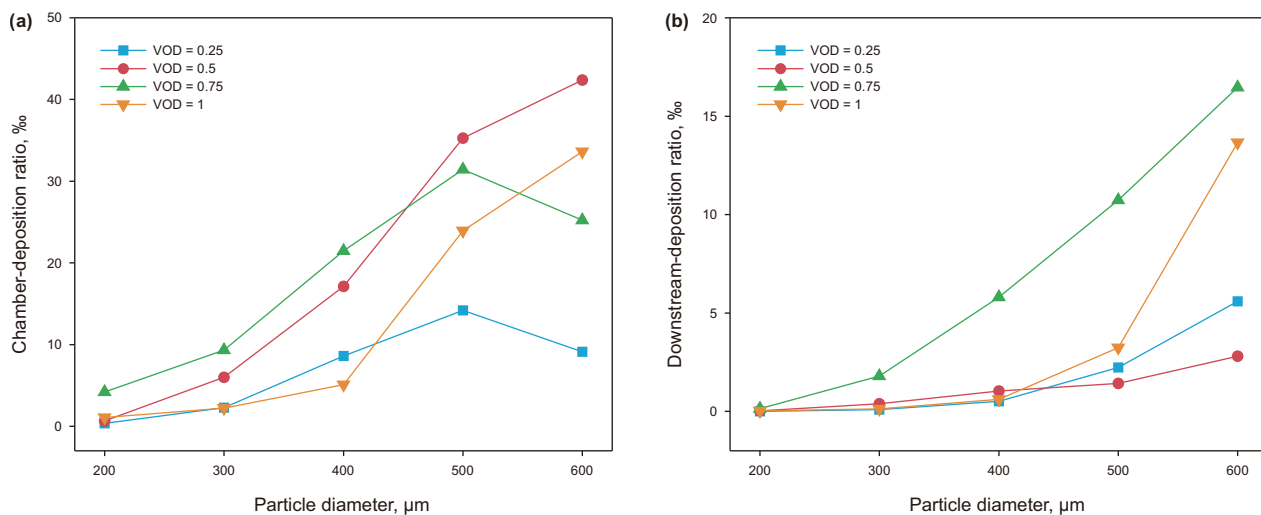 (a)
50
40
30
20
10
0
Chamber-deposition ratio, ‰
VOD = 0.25
VOD = 0.5
VOD = 0.75
VOD = 1
200 300 400 500 600
Particle diameter, µm
(b)
20
15
10
5
0
Downstream-deposition ratio, ‰
VOD = 0.25
VOD = 0.5
VOD = 0.75
VOD = 1
200 300 400 500 600
Particle diameter, µm